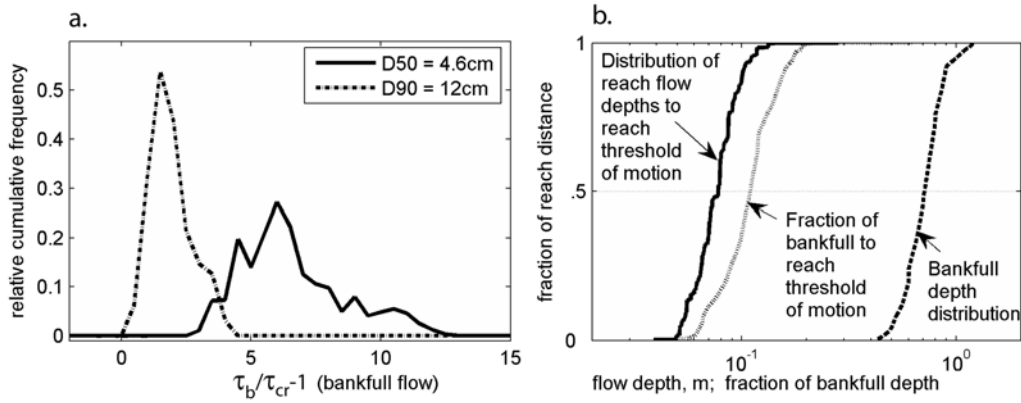 a.
relative cumulative frequency
0.5
0.4
0.3
0.2
0.1
0
D50 = 4.6cm
D90 = 12cm
0 5 10 15
τb/τcr-1 (bankfull flow)
b.
fraction of reach distance
1
.5
0
Distribution of
reach flow
depths to
reach
threshold
of motion
Fraction of
bankfull to
reach
threshold
of motion
Bankfull
depth
distribution
10-1 100
flow depth, m; fraction of bankfull depth